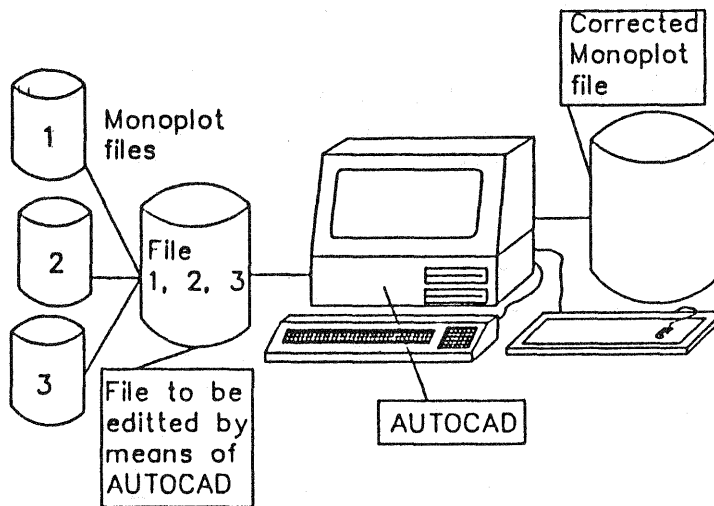 Corrected
Monoplot
file
1
Monoplot
files
2
File
1, 2, 3
3
File to be
editted by
means of
AUTOCAD
AUTOCAD